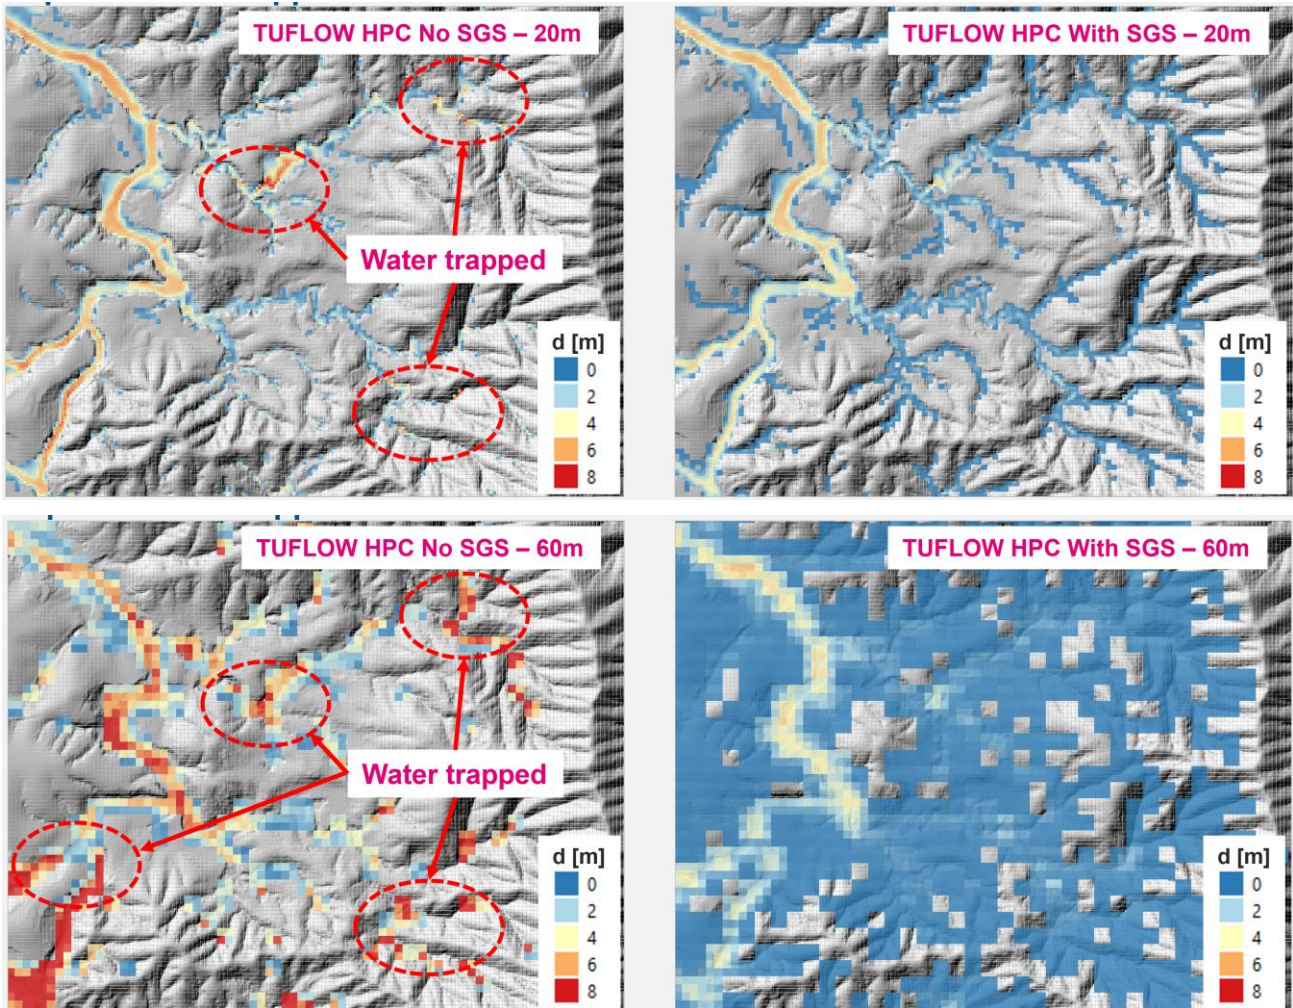 TUFLOW HPC No SGS – 20m
Water trapped
d [m]
0
2
4
6
8
TUFLOW HPC With SGS – 20m
d [m]
0
2
4
6
8
TUFLOW HPC No SGS – 60m
Water trapped
d [m]
0
2
4
6
8
TUFLOW HPC With SGS – 60m
d [m]
0
2
4
6
8